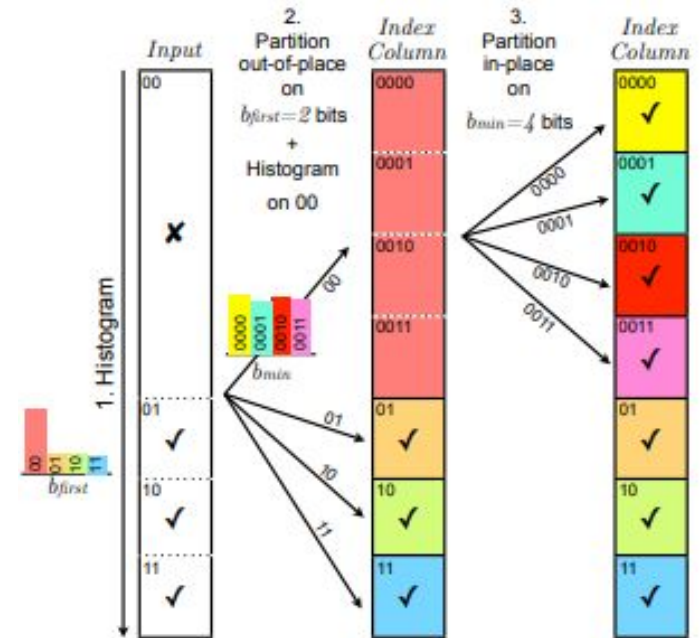 Input
00
✘
01
✓
10
✓
11
✓
1. Histogram
00
01
10
11
bfirst
2.
Partition
out-of-place
on
bfirst=2 bits
+
Histogram
on 00
0000
0001
0010
0011
bmin
00
01
10
11
Index
Column
0000
0001
0010
0011
01
✓
10
✓
11
✓
3.
Partition
in-place
on
bmin=4 bits
0000
0001
0010
0011
Index
Column
0000
✓
0001
✓
0010
✓
0011
✓
01
✓
10
✓
11
✓